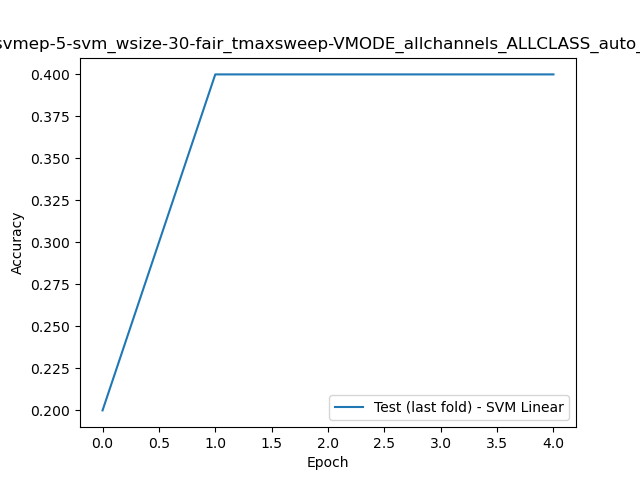 svmep-5-svm_wsize-30-fair_tmaxsweep-VMODE_allchannels_ALLCLASS_auto_
0.400
0.375
0.350
0.325
0.300
0.275
0.250
0.225
0.200
Accuracy
Test (last fold) - SVM Linear
0.0 0.5 1.0 1.5 2.0 2.5 3.0 3.5 4.0
Epoch